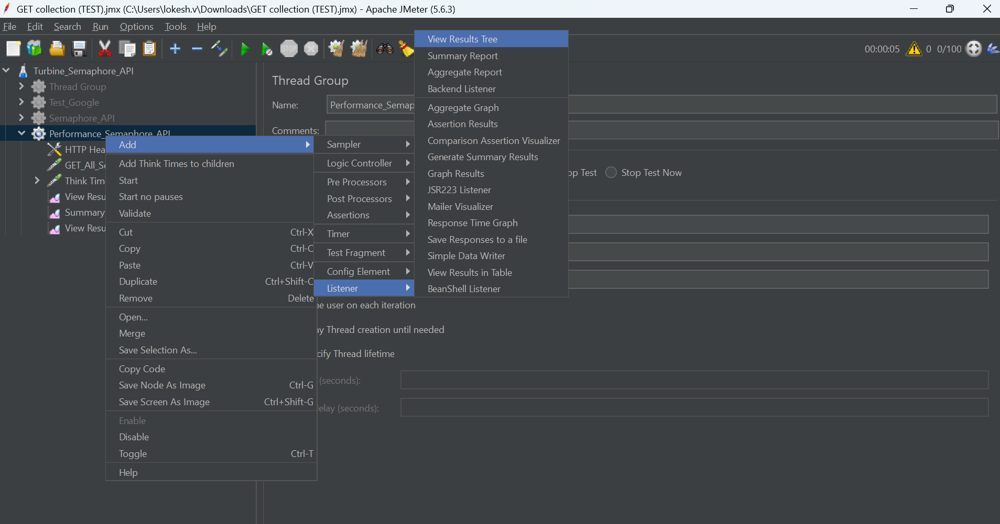 GET collection (TEST).jmx (C:\Users\lokesh.v\Downloads\GET collection (TEST).jmx) - Apache JMeter (5.6.3)
File Edit Search Run Options Tools Help
STOP
00:00:05 0 0/100
Turbine_Semaphore_API
Thread Group
Test_Google
Semaphore_API
Performance_Semaphore_API
HTTP Hea
GET_All_Se
Think Tim
View Resu
Summary
View Resu
Add
Add Think Times to children
Start
Start no pauses
Validate
Cut Ctrl-X
Copy Ctrl-C
Paste Ctrl-V
Duplicate Ctrl+Shift-C
Remove Delete
Open...
Merge
Save Selection As...
Copy Code
Save Node As Image Ctrl-G
Save Screen As Image Ctrl+Shift-G
Enable
Disable
Toggle Ctrl-T
Help
Sampler
Logic Controller
Pre Processors
Post Processors
Assertions
Timer
Test Fragment
Config Element
Listener
View Results Tree
Summary Report
Aggregate Report
Backend Listener
Aggregate Graph
Assertion Results
Comparison Assertion Visualizer
Generate Summary Results
Graph Results
JSR223 Listener
Mailer Visualizer
Response Time Graph
Save Responses to a file
Simple Data Writer
View Results in Table
BeanShell Listener
Thread Group
Name: Performance_Semap
Comments:
op Test Stop Test Now
e user on each iteration
y Thread creation until needed
cify Thread lifetime
(seconds):
elay (seconds):